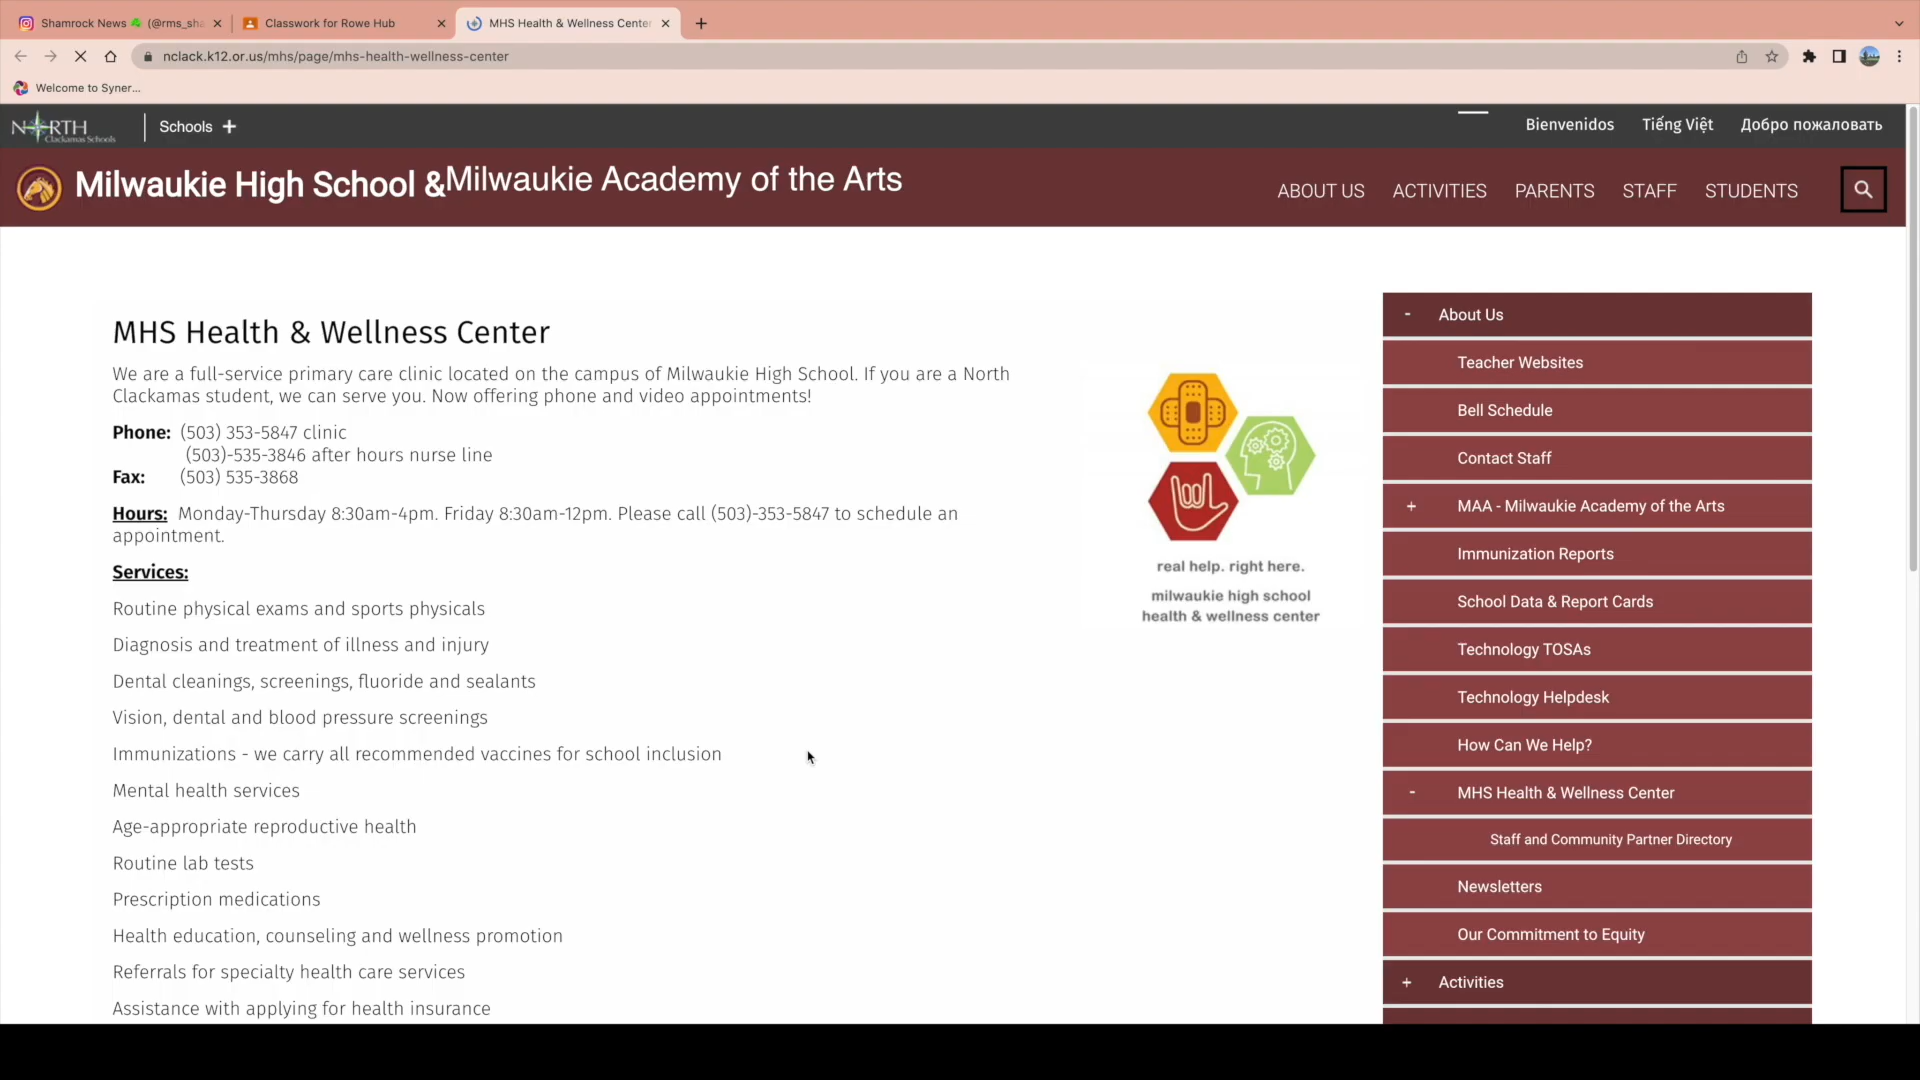 Shamrock News ☘ (@rms_sha
Classwork for Rowe Hub
MHS Health & Wellness Center
nclack.k12.or.us/mhs/page/mhs-health-wellness-center
Welcome to Syner...
NORTH
Clackamas Schools
Schools +
Bienvenidos
Tiếng Việt
Добро пожаловать
Milwaukie High School &Milwaukie Academy of the Arts
ABOUT US
ACTIVITIES
PARENTS
STAFF
STUDENTS
MHS Health & Wellness Center
We are a full-service primary care clinic located on the campus of Milwaukie High School. If you are a North
Clackamas student, we can serve you. Now offering phone and video appointments!
Phone: (503) 353-5847 clinic
(503)-535-3846 after hours nurse line
Fax: (503) 535-3868
Hours: Monday-Thursday 8:30am-4pm. Friday 8:30am-12pm. Please call (503)-353-5847 to schedule an
appointment.
Services:
Routine physical exams and sports physicals
Diagnosis and treatment of illness and injury
Dental cleanings, screenings, fluoride and sealants
Vision, dental and blood pressure screenings
Immunizations - we carry all recommended vaccines for school inclusion
Mental health services
Age-appropriate reproductive health
Routine lab tests
Prescription medications
Health education, counseling and wellness promotion
Referrals for specialty health care services
Assistance with applying for health insurance
real help. right here.
milwaukie high school
health & wellness center
- About Us
Teacher Websites
Bell Schedule
Contact Staff
+ MAA - Milwaukie Academy of the Arts
Immunization Reports
School Data & Report Cards
Technology TOSAs
Technology Helpdesk
How Can We Help?
- MHS Health & Wellness Center
Staff and Community Partner Directory
Newsletters
Our Commitment to Equity
+ Activities